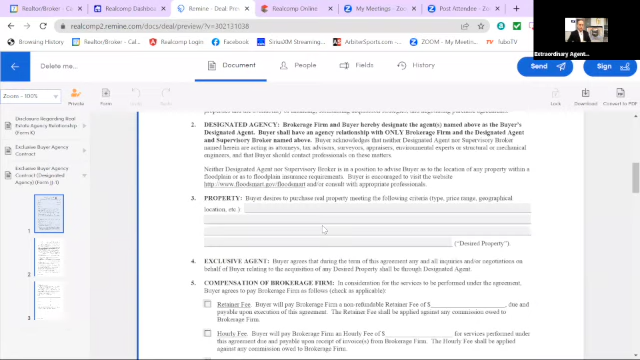 Realtor/Broker
Realcomp Dashboa
Remine - Preview
Realcomp Online
My Meetings - Zoom
Post Attendee - Zoom
realcomp2.remine.com/docs/deal/preview?s=302131038
Browsing History
Realtor/Broker - Cal
Realcomp Login
Facebook
SiriusXM Streaming
ArbiterSports.com
ZOOM - My Meeting
fuboTV
Extraordinary Agent...
Delete me...
Document
People
Fields
History
Send
Sign
Zoom - 100%
Private
Form
Undo
Redo
Lock
Download
Convert to PDF
Disclosure Regarding Real
Estate Agency Relationship
(Form K)
Exclusive Buyer Agency
Contract
Exclusive Buyer Agency
Contract (Designated
Agency) (Form JJ-1)
1
2
3
2. DESIGNATED AGENCY: Brokerage Firm and Buyer hereby designate the agent(s) named above as the Buyer's
Designated Agent. Buyer shall have an agency relationship with ONLY Brokerage Firm and the Designated Agent
and Supervisory Broker named above. Buyer acknowledges that neither Designated Agent nor Supervisory Broker
named herein are acting as attorneys, tax advisors, surveyors, appraisers, environmental experts or structural or mechanical
engineers, and that Buyer should contact professionals on these matters.
Neither Designated Agent nor Supervisory Broker is in a position to advise Buyer as to the location of any property within a
floodplain or as to floodplain insurance requirements. Buyer is encouraged to visit the website
http://www.floodsmart.gov/floodsmart and/or consult with appropriate professionals.
3. PROPERTY: Buyer desires to purchase real property meeting the following criteria (type, price range, geographical
location, etc.)
("Desired Property").
4. EXCLUSIVE AGENT: Buyer agrees that during the term of this agreement any and all inquiries and/or negotiations on
behalf of Buyer relating to the acquisition of any Desired Property shall be through Designated Agent.
5. COMPENSATION OF BROKERAGE FIRM: In consideration for the services to be performed under the agreement,
Buyer agrees to pay Brokerage Firm as follows (check as applicable):
Retainer Fee. Buyer will pay Brokerage Firm a non-refundable Retainer Fee of $ due and
payable upon execution of this agreement. The Retainer Fee shall be applied against any commission owed to
Brokerage Firm.
Hourly Fee. Buyer will pay Brokerage Firm an Hourly Fee of $ for services performed under
this agreement due and payable upon receipt of invoice(s) from Brokerage Firm. The Hourly Fee shall be applied
against any commission owed to Brokerage Firm.